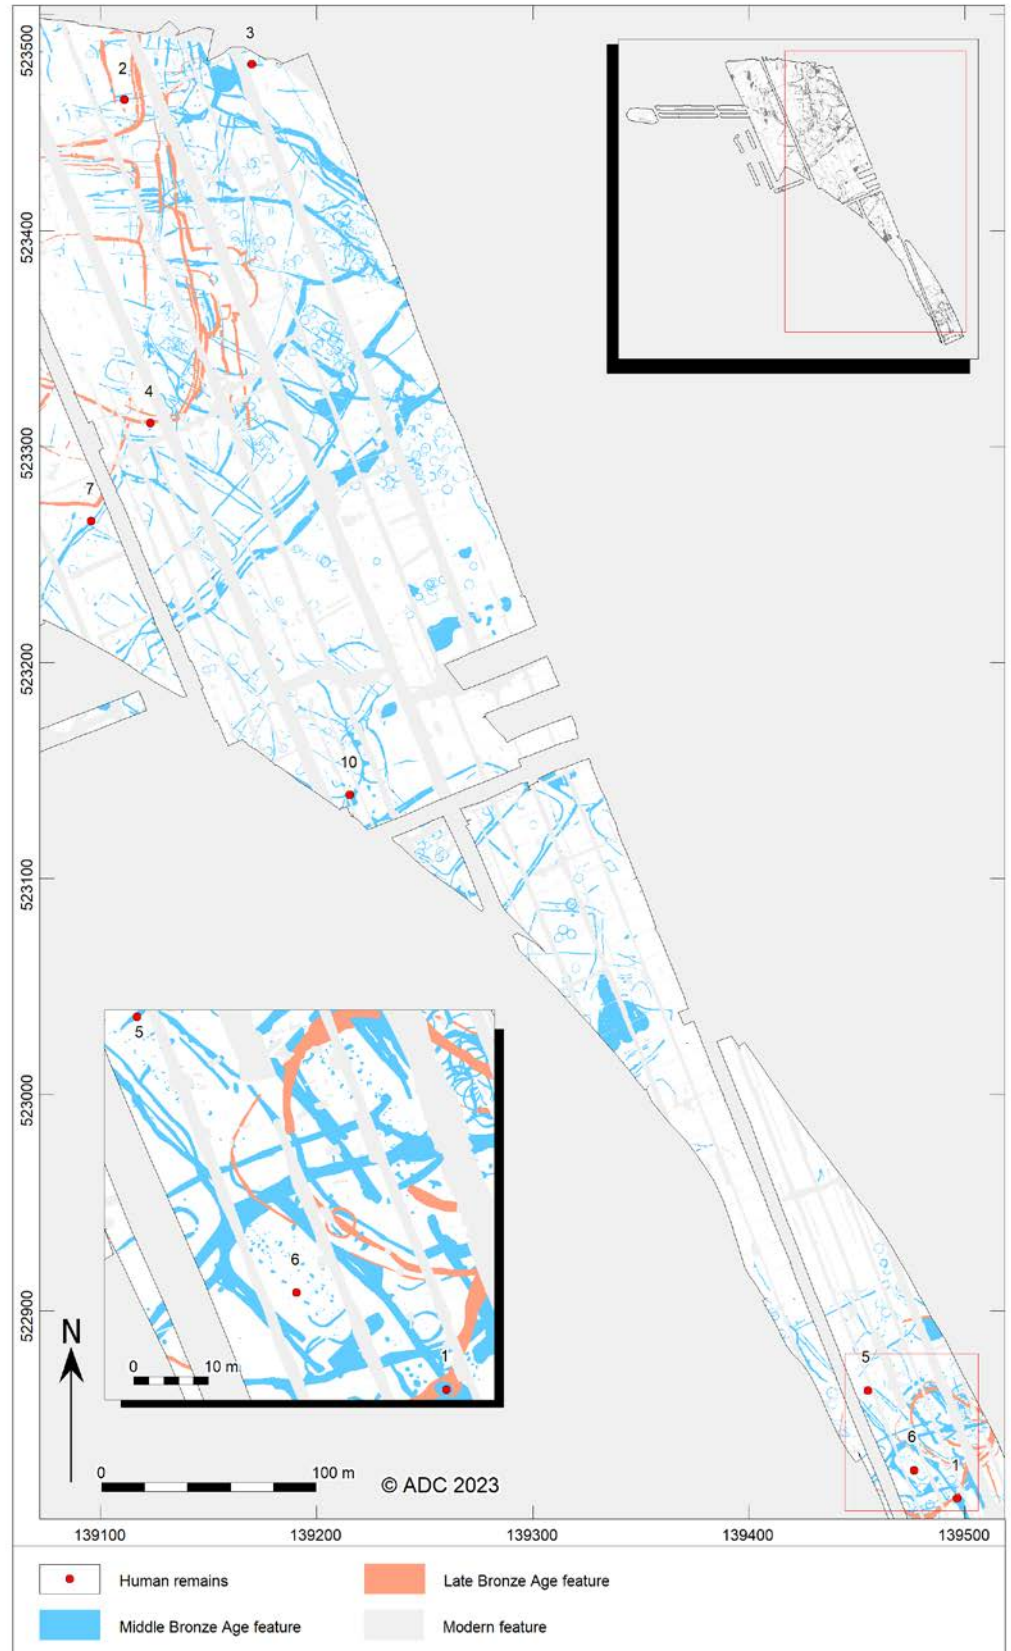 523500
3
2
523400
4
523300
7
523200
10
523100
5
523000
6
1
0 10 m
N
522900
5
6
1
0 100 m
© ADC 2023
139100 139200 139300 139400 139500
Human remains
Late Bronze Age feature
Middle Bronze Age feature
Modern feature